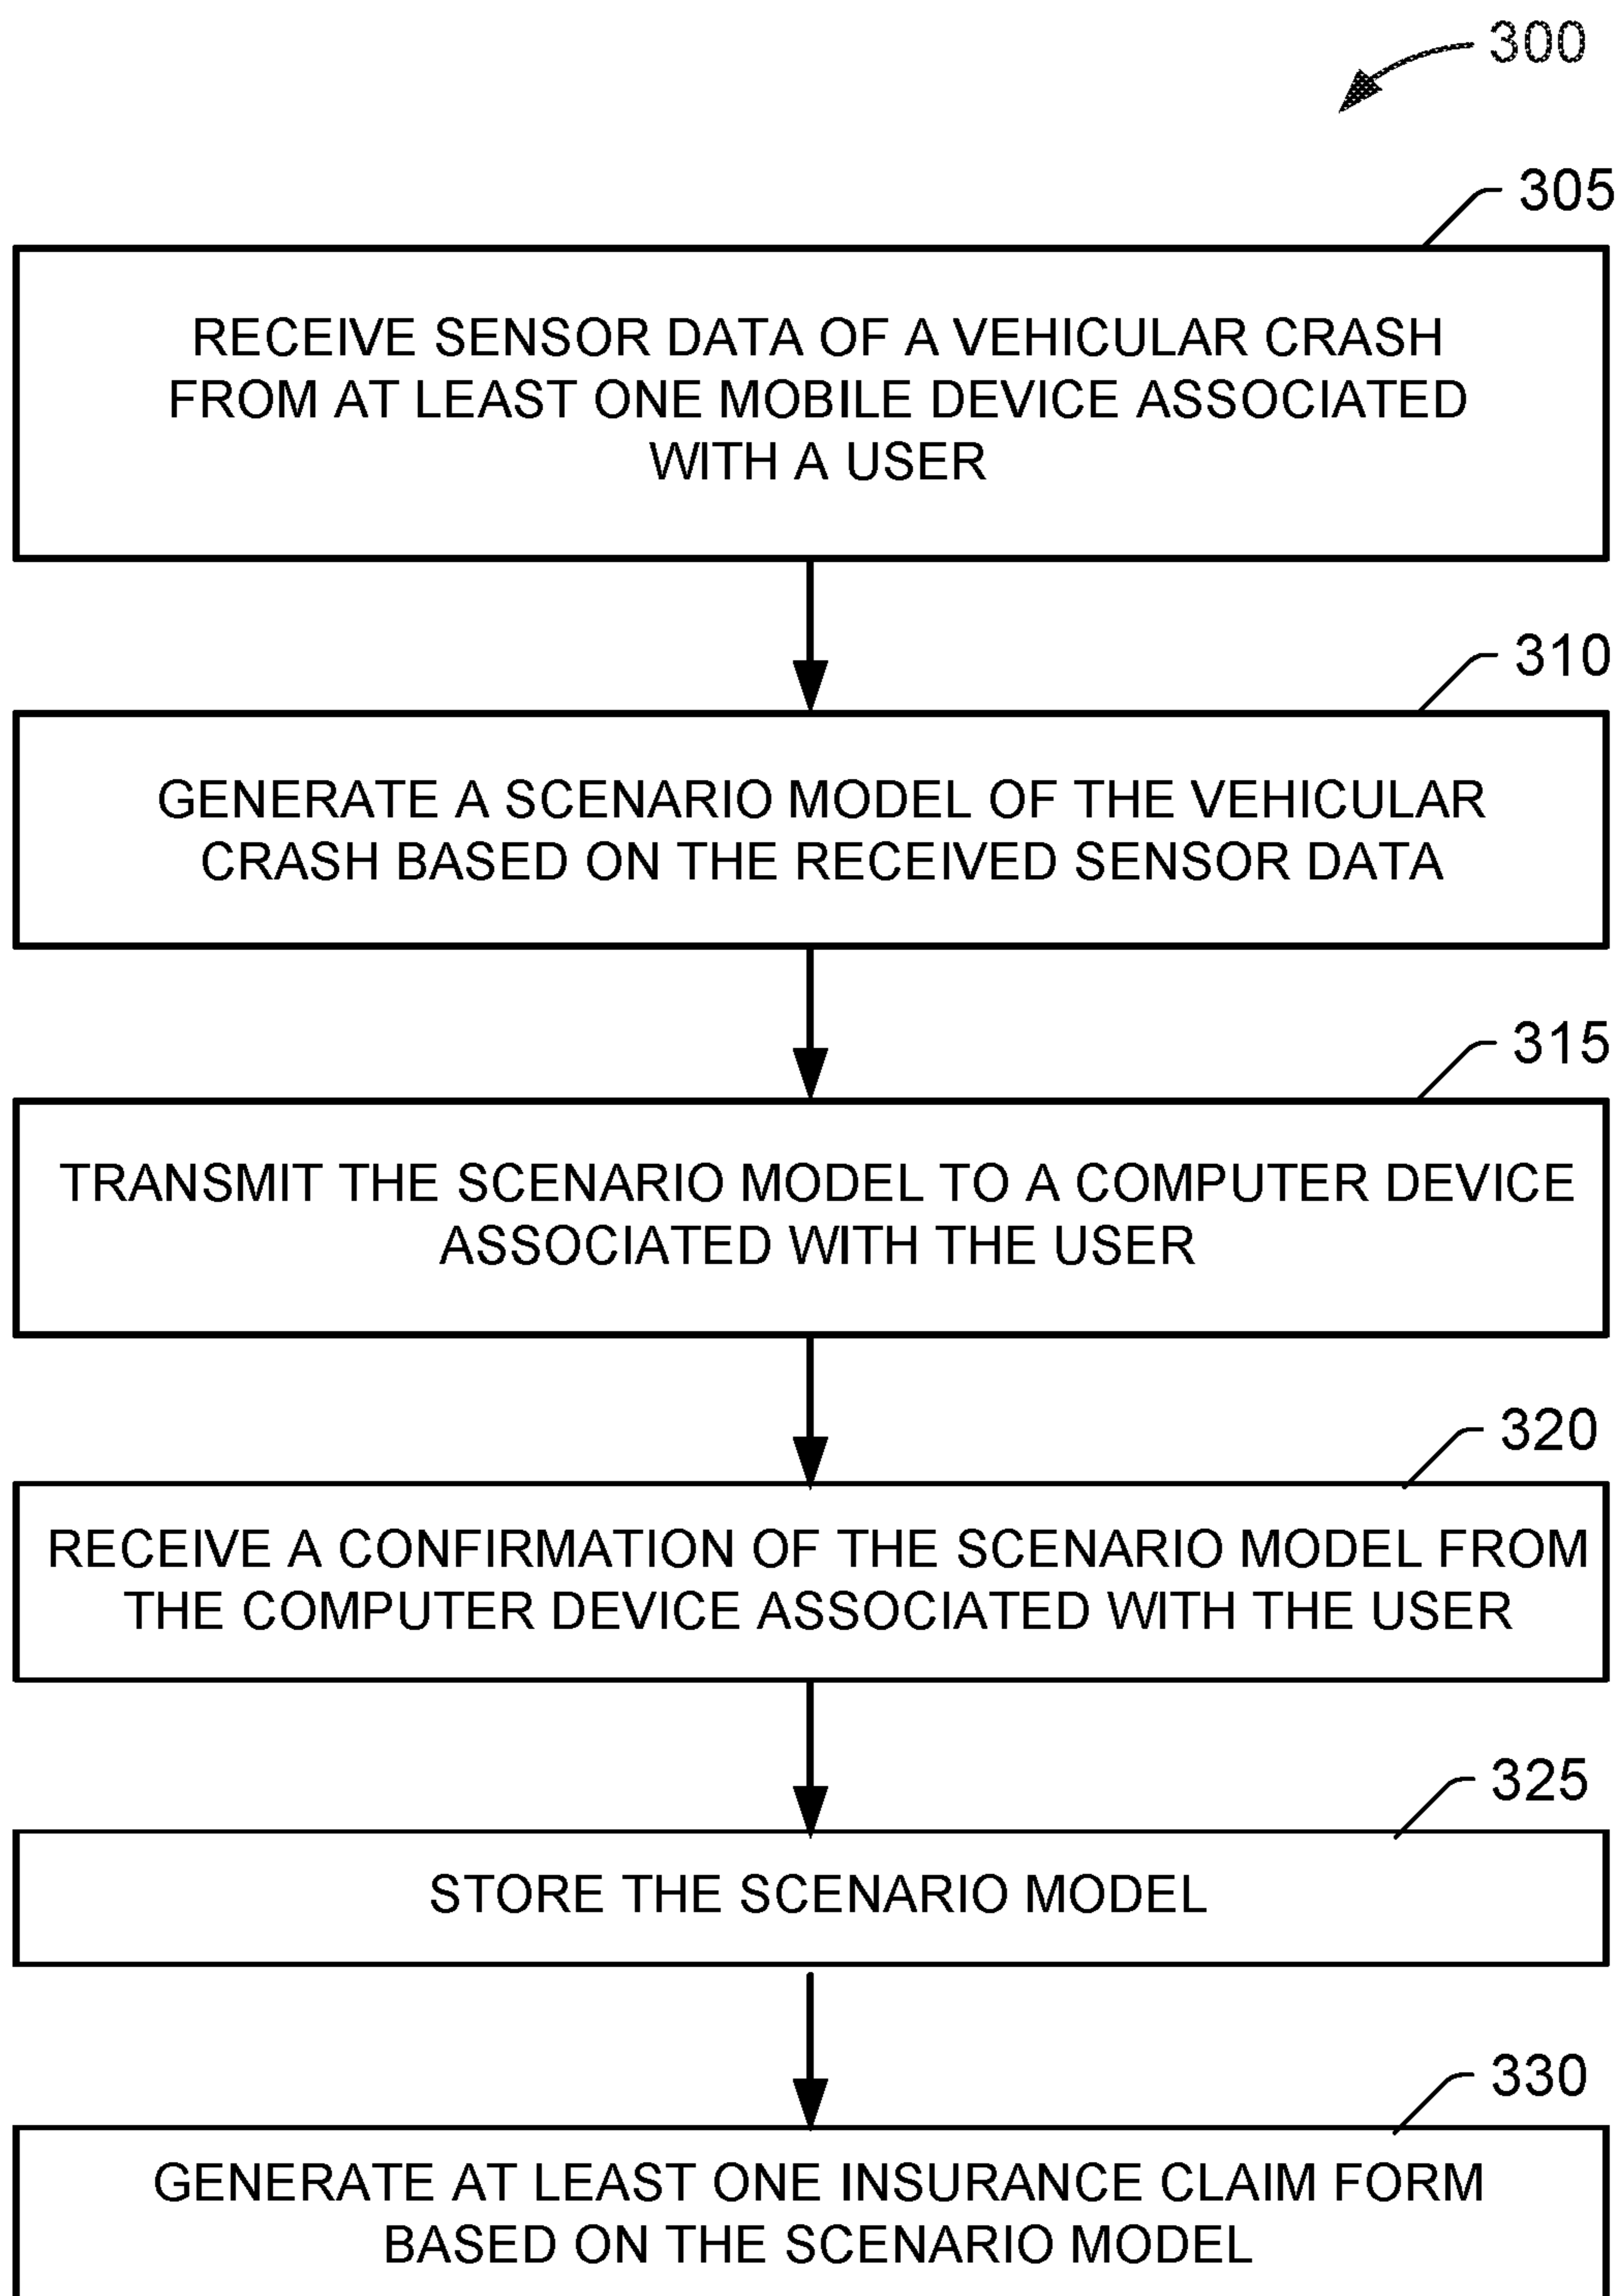 300
305
RECEIVE SENSOR DATA OF A VEHICULAR CRASH
FROM AT LEAST ONE MOBILE DEVICE ASSOCIATED
WITH A USER
310
GENERATE A SCENARIO MODEL OF THE VEHICULAR
CRASH BASED ON THE RECEIVED SENSOR DATA
315
TRANSMIT THE SCENARIO MODEL TO A COMPUTER DEVICE
ASSOCIATED WITH THE USER
320
RECEIVE A CONFIRMATION OF THE SCENARIO MODEL FROM
THE COMPUTER DEVICE ASSOCIATED WITH THE USER
325
STORE THE SCENARIO MODEL
330
GENERATE AT LEAST ONE INSURANCE CLAIM FORM
BASED ON THE SCENARIO MODEL